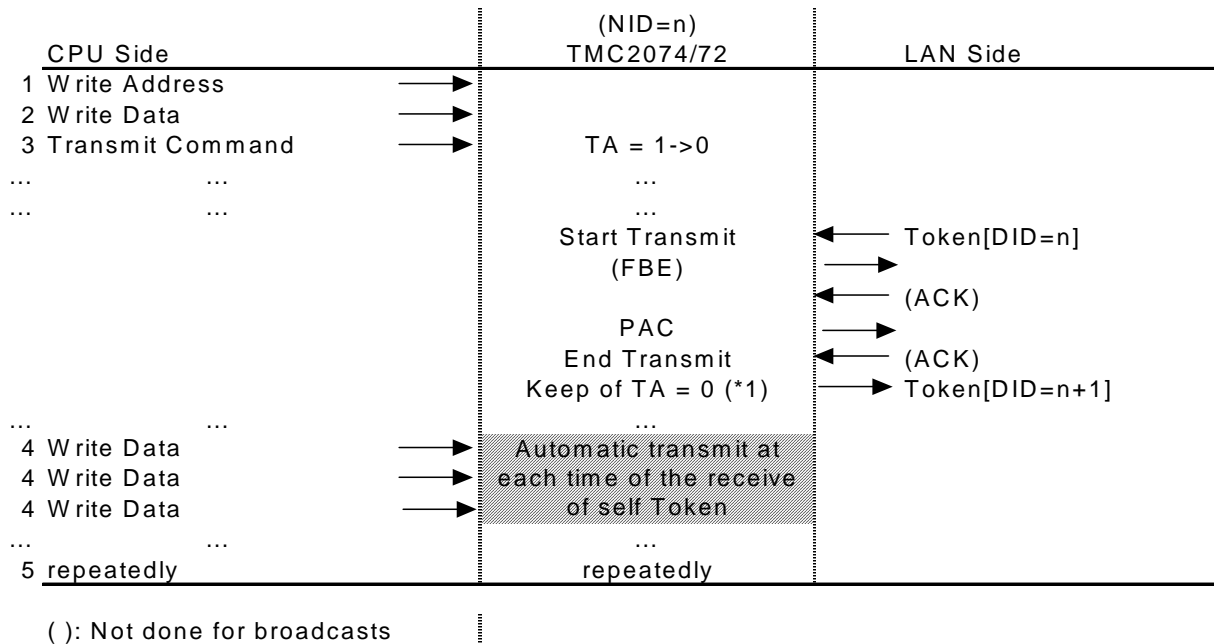 (NID=n)
CPU Side TMC2074/72 LAN Side
1 Write Address
2 Write Data
3 Transmit Command TA = 1->0
... ... ...
... ... ...
Start Transmit Token[DID=n]
(FBE)
(ACK)
PAC
End Transmit (ACK)
Keep of TA = 0 (*1) Token[DID=n+1]
... ... ...
4 Write Data Automatic transmit at
4 Write Data each time of the receive
4 Write Data of self Token
... ... ...
5 repeatedly repeatedly
( ): Not done for broadcasts